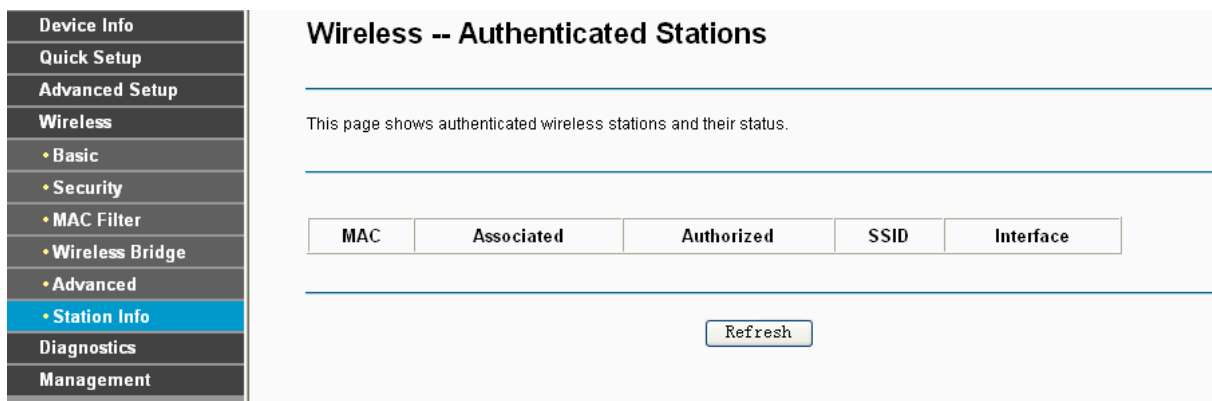 Device Info
Quick Setup
Advanced Setup
Wireless
• Basic
• Security
• MAC Filter
• Wireless Bridge
• Advanced
• Station Info
Diagnostics
Management
Wireless -- Authenticated Stations
This page shows authenticated wireless stations and their status.
MAC Associated Authorized SSID Interface
Refresh